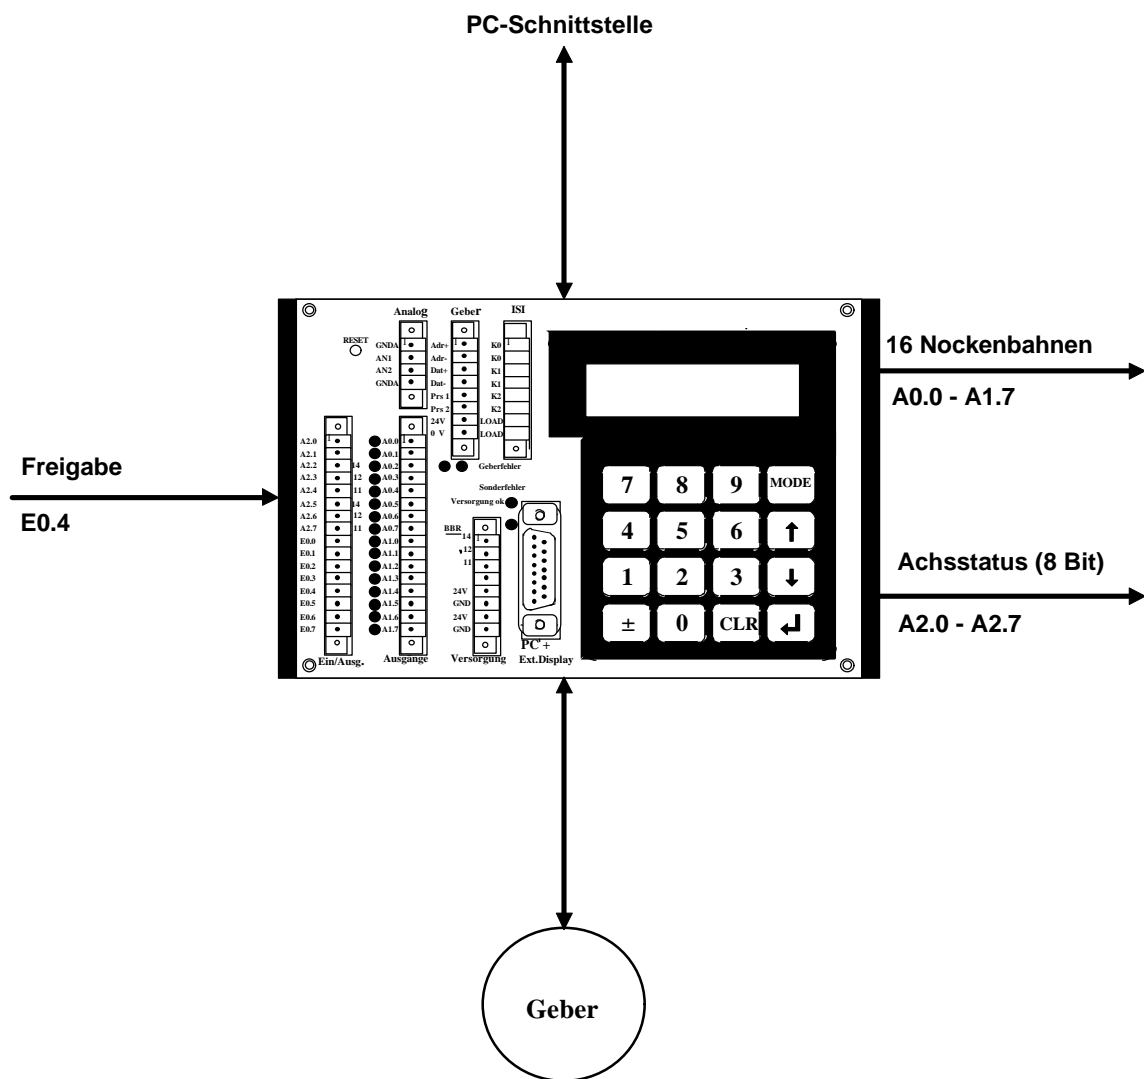 PC-Schnittstelle
Analog
Geber
ISI
RESET
GNDA
AN1
AN2
GNDA
1
Adr+
Adr-
Dat+
Dat-
Prs 1
Prs 2
24V
0 V
1
K0
K0
K1
K1
K2
K2
LOAD
LOAD
1
16 Nockenbahnen
A0.0 - A1.7
Freigabe
E0.4
A2.0
A2.1
A2.2
A2.3
A2.4
A2.5
A2.6
A2.7
E0.0
E0.1
E0.2
E0.3
E0.4
E0.5
E0.6
E0.7
1
14
12
11
14
12
11
Ein/Ausg.
A0.0
A0.1
A0.2
A0.3
A0.4
A0.5
A0.6
A0.7
A1.0
A1.1
A1.2
A1.3
A1.4
A1.5
A1.6
A1.7
1
Ausgänge
Geberfehler
Sonderfehler
Versorgung ok
BBR
14
12
11
24V
GND
24V
GND
1
Versorgung
PC +
Ext.Display
7 8 9 MODE
4 5 6 ↑
1 2 3 ↓
± 0 CLR ↵
Achsstatus (8 Bit)
A2.0 - A2.7
Geber